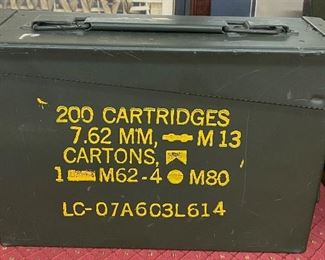 200 CARTRIDGES
7.62 MM, M13
CARTONS,
1 M62-4 M80
LC-07A603L614